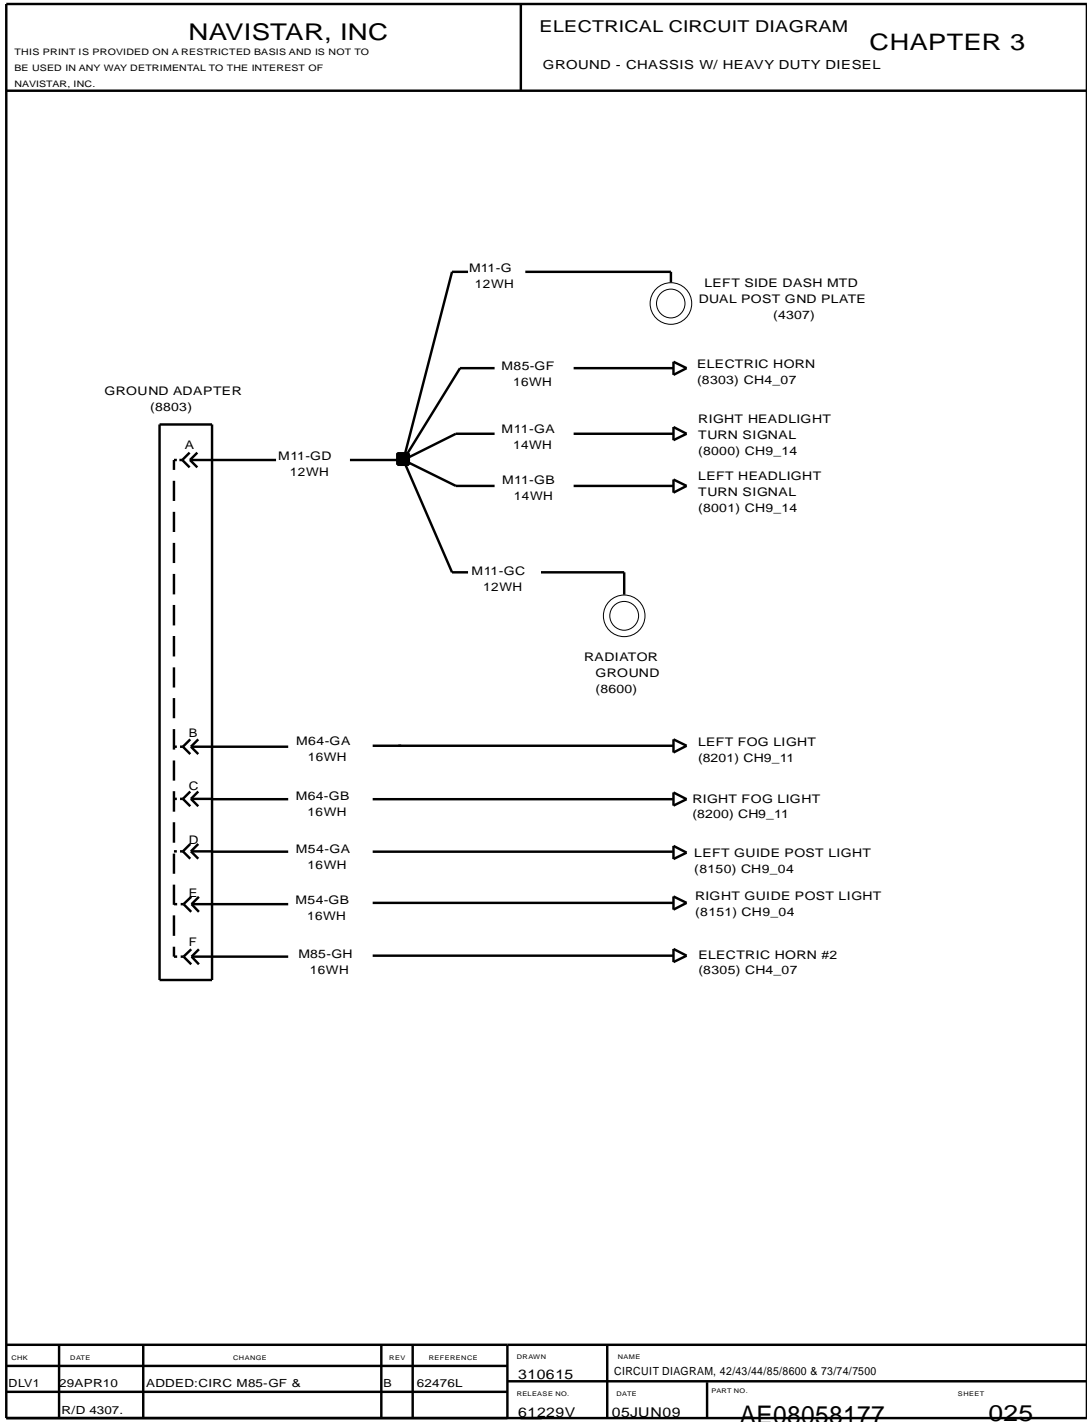 NAVISTAR, INC
THIS PRINT IS PROVIDED ON A RESTRICTED BASIS AND IS NOT TO
BE USED IN ANY WAY DETRIMENTAL TO THE INTEREST OF
NAVISTAR, INC.
ELECTRICAL CIRCUIT DIAGRAM
CHAPTER 3
GROUND - CHASSIS W/ HEAVY DUTY DIESEL
M11-G
12WH
LEFT SIDE DASH MTD
DUAL POST GND PLATE
(4307)
M85-GF
16WH
ELECTRIC HORN
(8303) CH4_07
GROUND ADAPTER
(8803)
M11-GA
14WH
RIGHT HEADLIGHT
TURN SIGNAL
(8000) CH9_14
A
M11-GD
12WH
M11-GB
14WH
LEFT HEADLIGHT
TURN SIGNAL
(8001) CH9_14
M11-GC
12WH
RADIATOR
GROUND
(8600)
B
M64-GA
16WH
LEFT FOG LIGHT
(8201) CH9_11
C
M64-GB
16WH
RIGHT FOG LIGHT
(8200) CH9_11
D
M54-GA
16WH
LEFT GUIDE POST LIGHT
(8150) CH9_04
E
M54-GB
16WH
RIGHT GUIDE POST LIGHT
(8151) CH9_04
F
M85-GH
16WH
ELECTRIC HORN #2
(8305) CH4_07
CHK DATE CHANGE REV REFERENCE
DLV1 29APR10 ADDED:CIRC M85-GF & B 62476L
R/D 4307.
DRAWN
310615
NAME
CIRCUIT DIAGRAM, 42/43/44/85/8600 & 73/74/7500
RELEASE NO.
61229V
DATE
05JUN09
PART NO.
AE08058177
SHEET
025